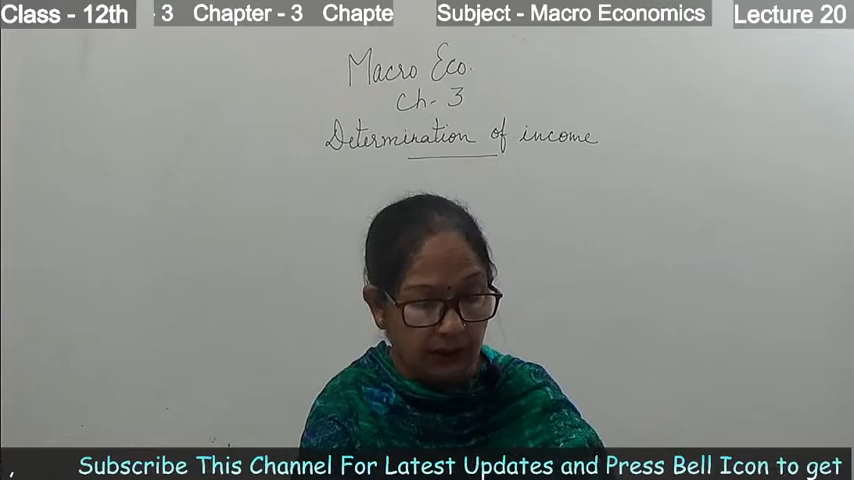 Class - 12th - 3 Chapter - 3 Chapte Subject - Macro Economics Lecture 20
Macro Eco.
Ch- 3
Determination of income
, Subscribe This Channel For Latest Updates and Press Bell Icon to get